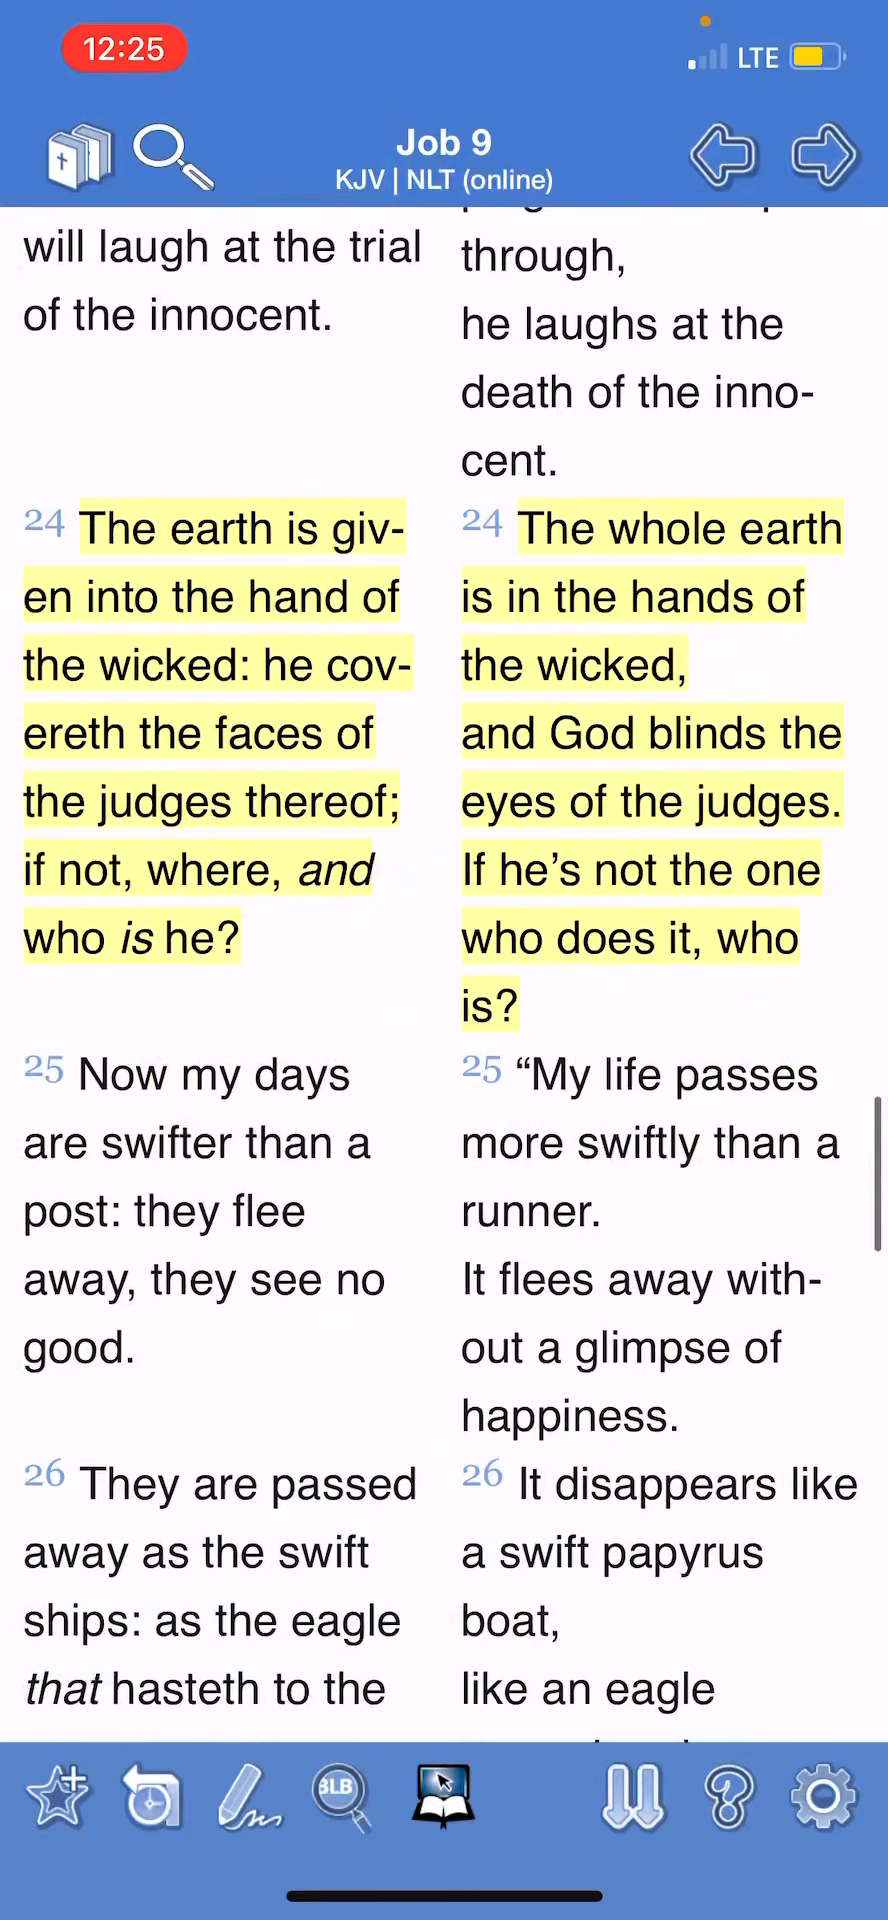 12:25
LTE
Job 9
KJV | NLT (online)
will laugh at the trial
of the innocent.
24 The earth is giv-
en into the hand of
the wicked: he cov-
ereth the faces of
the judges thereof;
if not, where, and
who is he?
25 Now my days
are swifter than a
post: they flee
away, they see no
good.
26 They are passed
away as the swift
ships: as the eagle
that hasteth to the
through,
he laughs at the
death of the inno-
cent.
24 The whole earth
is in the hands of
the wicked,
and God blinds the
eyes of the judges.
If he’s not the one
who does it, who
is?
25 “My life passes
more swiftly than a
runner.
It flees away with-
out a glimpse of
happiness.
26 It disappears like
a swift papyrus
boat,
like an eagle
BLB